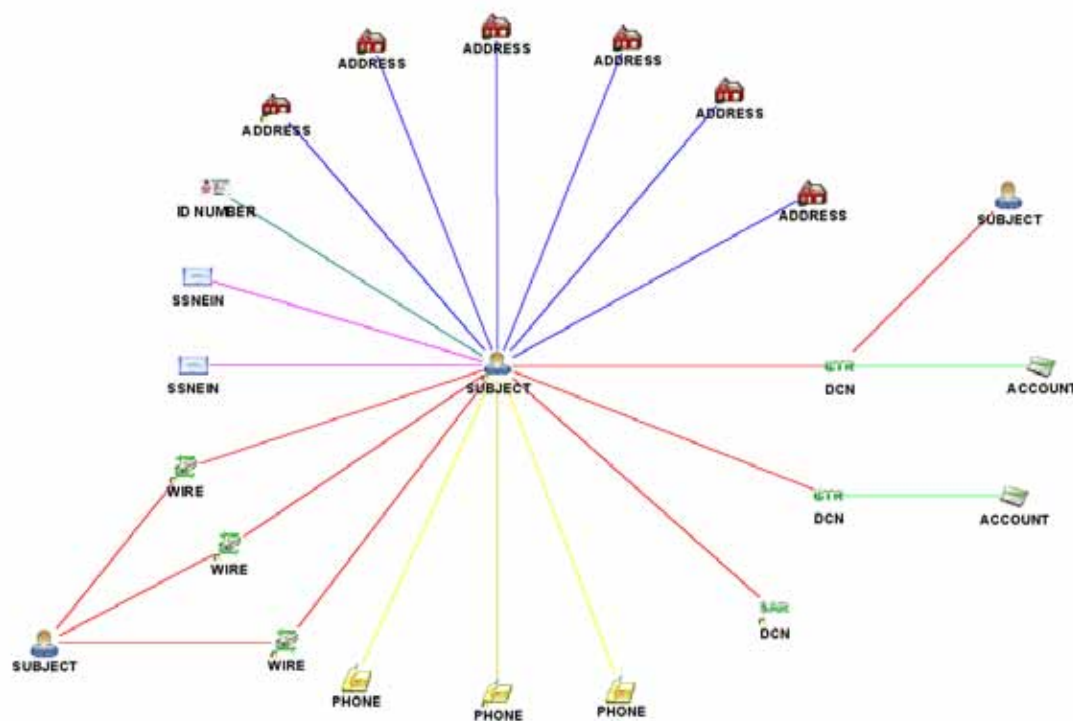 ADDRESS
ADDRESS
ADDRESS
ADDRESS
ADDRESS
ADDRESS
ID NUMBER
SUBJECT
SSNEIN
SSNEIN
SUBJECT
CTR
DCN
ACCOUNT
WIRE
CTR
DCN
ACCOUNT
WIRE
SAR
DCN
SUBJECT
WIRE
PHONE
PHONE
PHONE